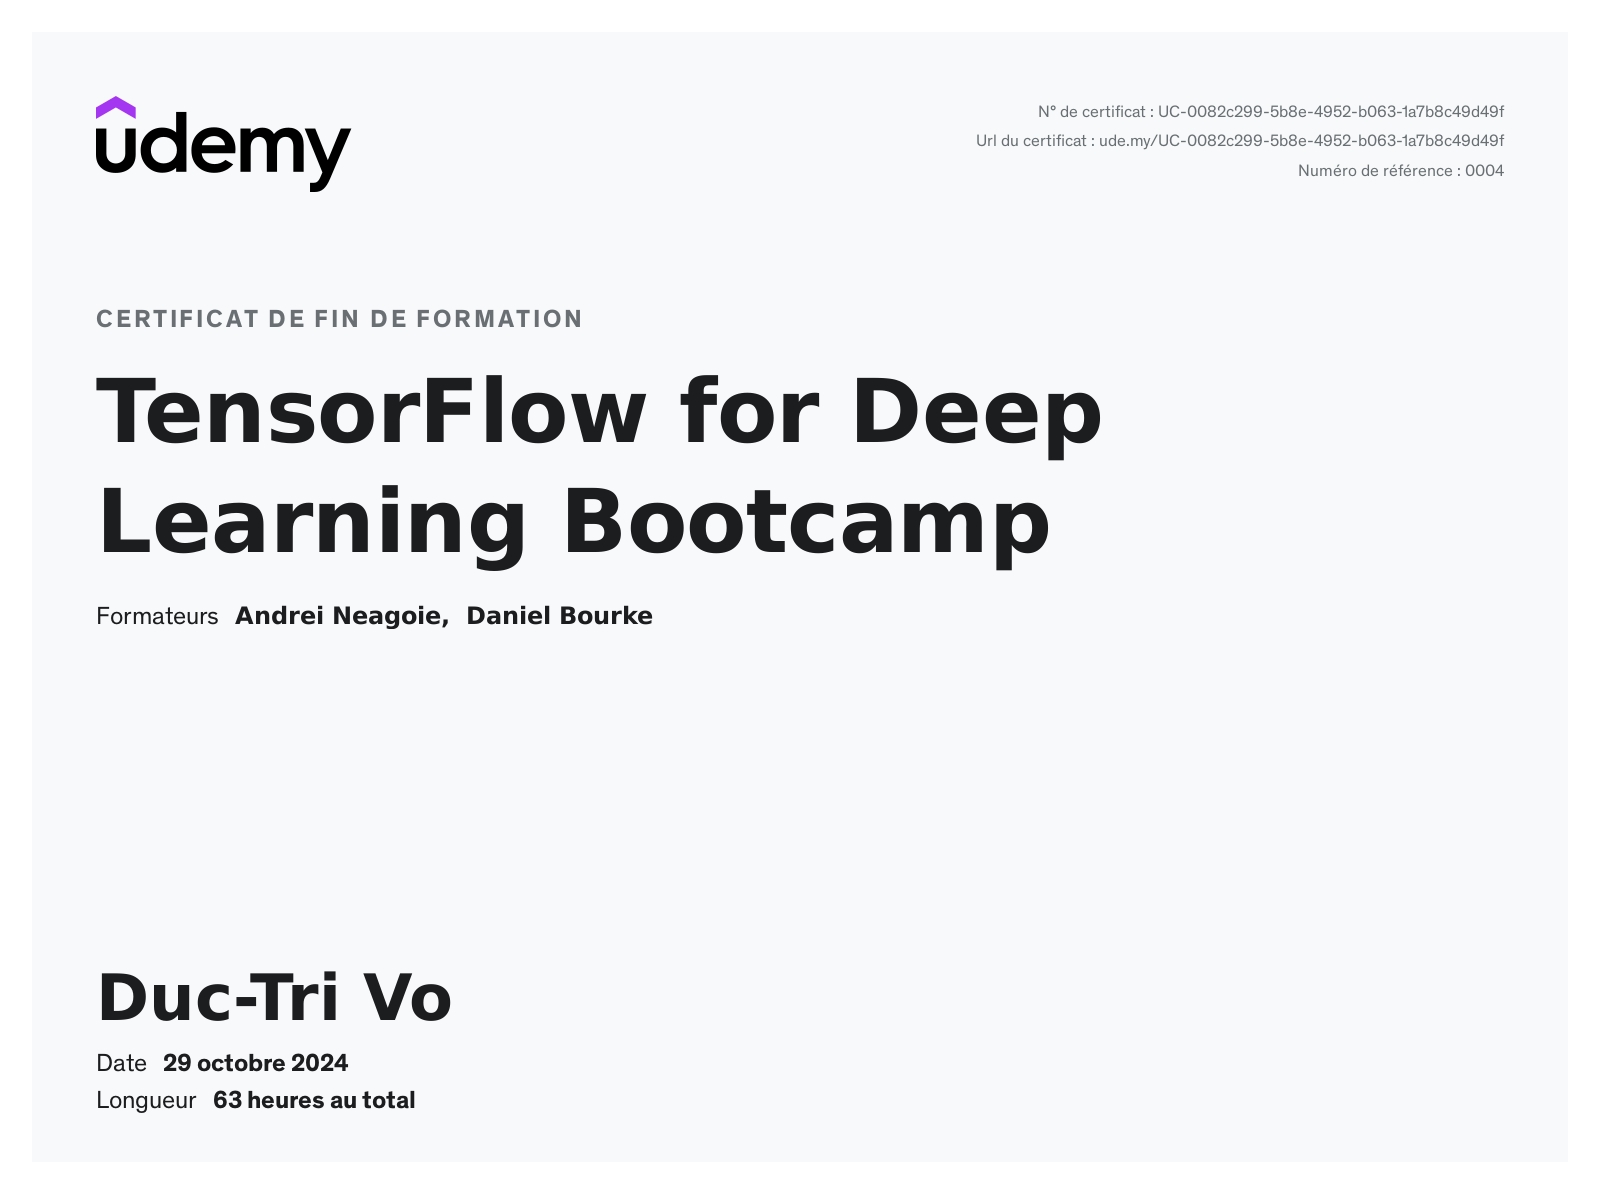 udemy
N° de certificat : UC-0082c299-5b8e-4952-b063-1a7b8c49d49f
Url du certificat : ude.my/UC-0082c299-5b8e-4952-b063-1a7b8c49d49f
Numéro de référence : 0004
CERTIFICAT DE FIN DE FORMATION
TensorFlow for Deep
Learning Bootcamp
Formateurs Andrei Neagoie, Daniel Bourke
Duc-Tri Vo
Date 29 octobre 2024
Longueur 63 heures au total